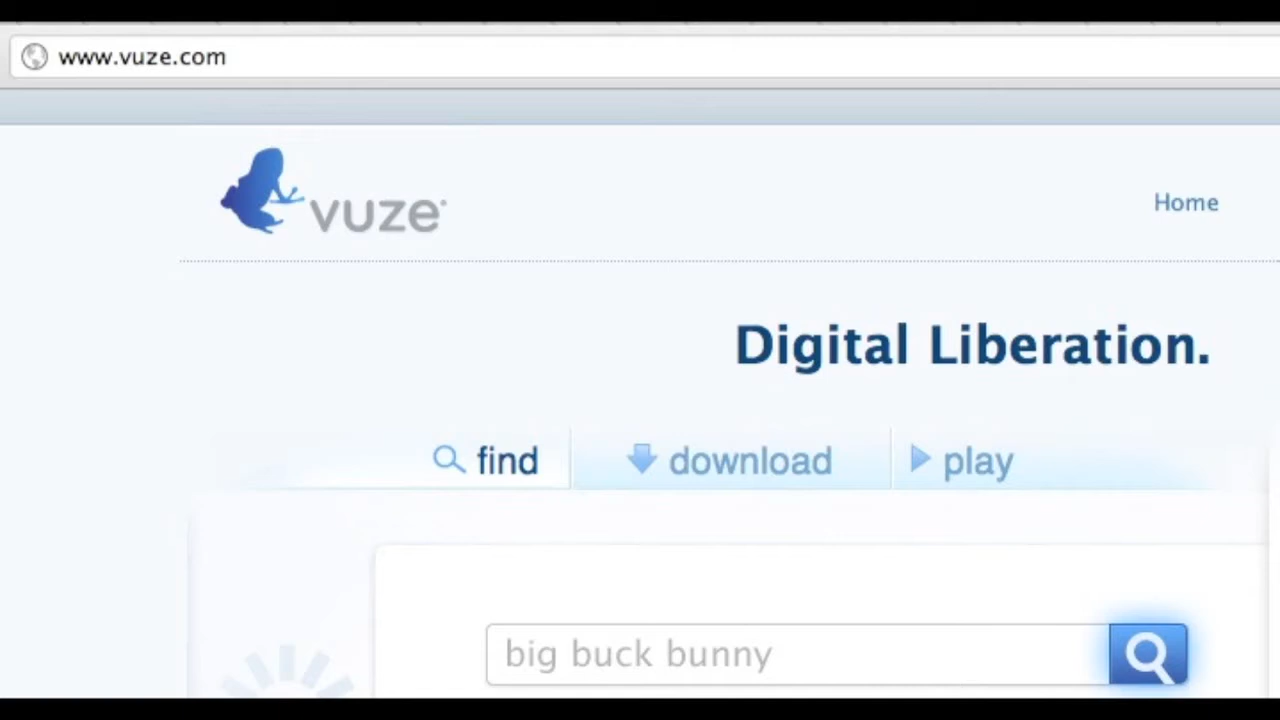 www.vuze.com
vuze
Home
Digital Liberation.
find
download
play
big buck bunny